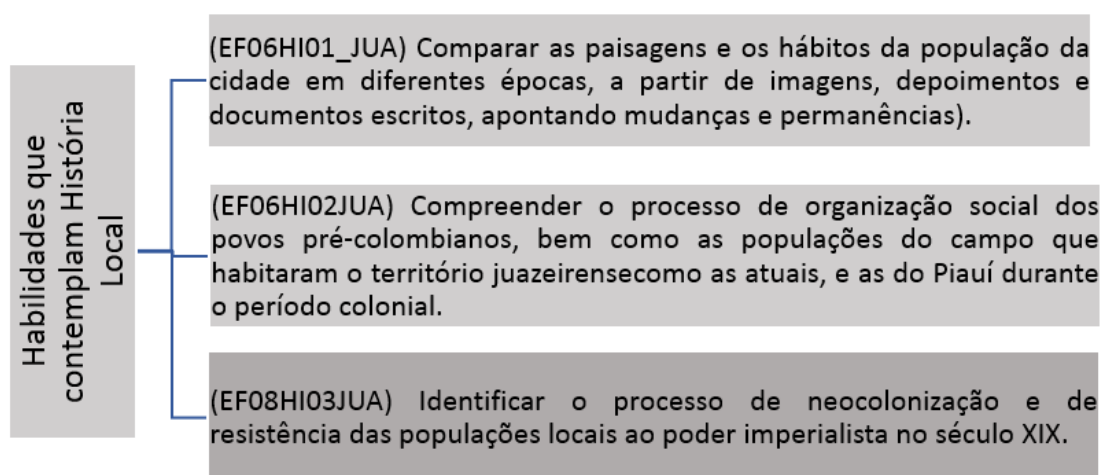 Habilidades que
contemplam História
Local
(EF06HI01_JUA) Comparar as paisagens e os hábitos da população da
cidade em diferentes épocas, a partir de imagens, depoimentos e
documentos escritos, apontando mudanças e permanências).
(EF06HI02JUA) Compreender o processo de organização social dos
povos pré-colombianos, bem como as populações do campo que
habitaram o território juazeirensecomo as atuais, e as do Piauí durante
o período colonial.
(EF08HI03JUA) Identificar o processo de neocolonização e de
resistência das populações locais ao poder imperialista no século XIX.